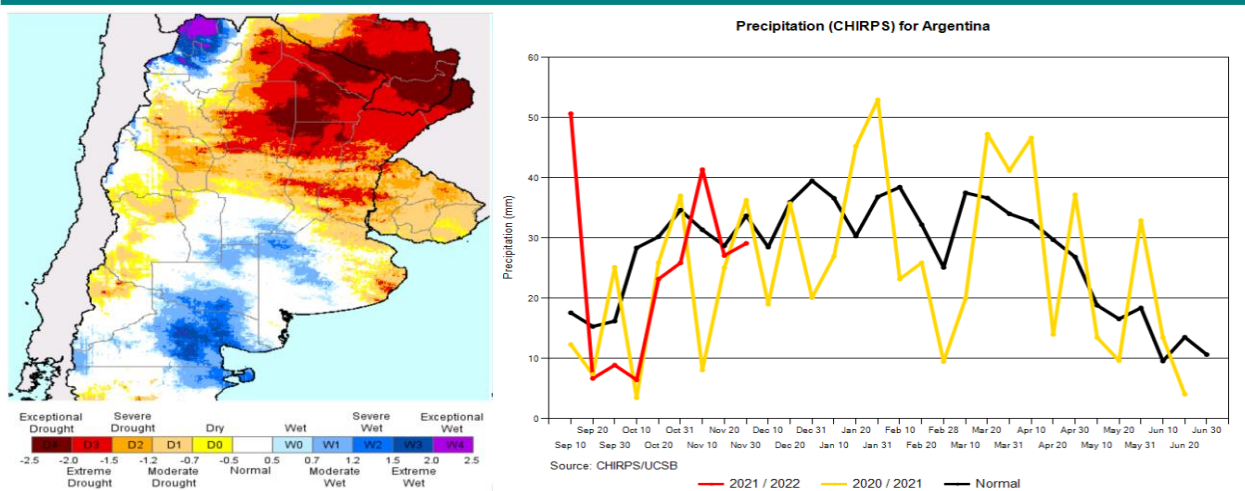 Precipitation (CHIRPS) for Argentina
Precipitation (mm)
60
50
40
30
20
10
0
Sep 20 Oct 10 Oct 31 Nov 20 Dec 10 Dec 31 Jan 20 Feb 10 Feb 28 Mar 20 Apr 10 Apr 30 May 20 Jun 10 Jun 30
Sep 10 Sep 30 Oct 20 Nov 10 Nov 30 Dec 20 Jan 10 Jan 31 Feb 20 Mar 10 Mar 31 Apr 20 May 10 May 31 Jun 20
Source: CHIRPS/UCSB
2021 / 2022 2020 / 2021 Normal
Exceptional Drought Severe Drought Dry Wet Severe Wet Exceptional Wet
D4 D3 D2 D1 D0 W0 W1 W2 W3 W4
-2.5 -2.0 -1.5 -1.2 -0.7 -0.5 0.5 0.7 1.2 1.5 2.0 2.5
Extreme Drought Moderate Drought Normal Moderate Wet Extreme Wet